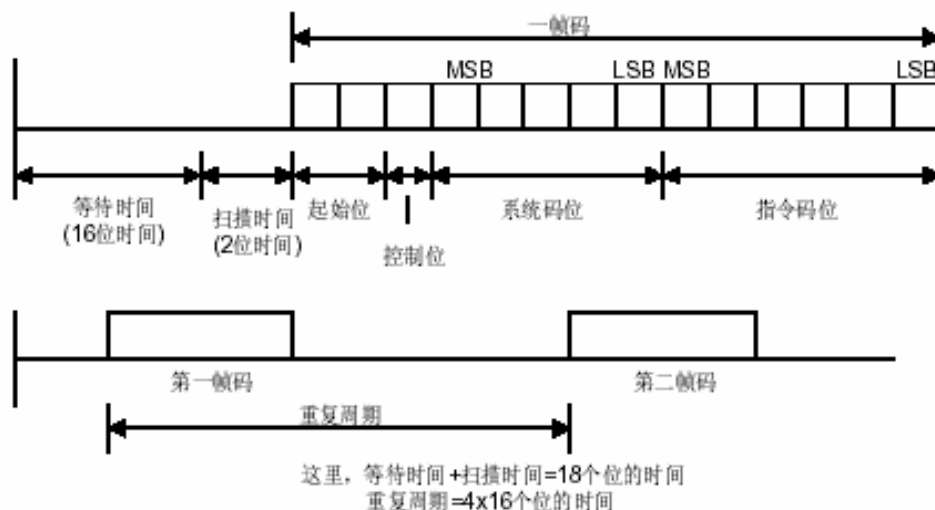 一帧码
MSB LSB MSB LSB
等待时间
(16位时间)
扫描时间
(2位时间)
起始位
控制位
系统码位
指令码位
第一帧码
第二帧码
重复周期
这里，等待时间+扫描时间=18个位的时间
重复周期=4x16个位的时间